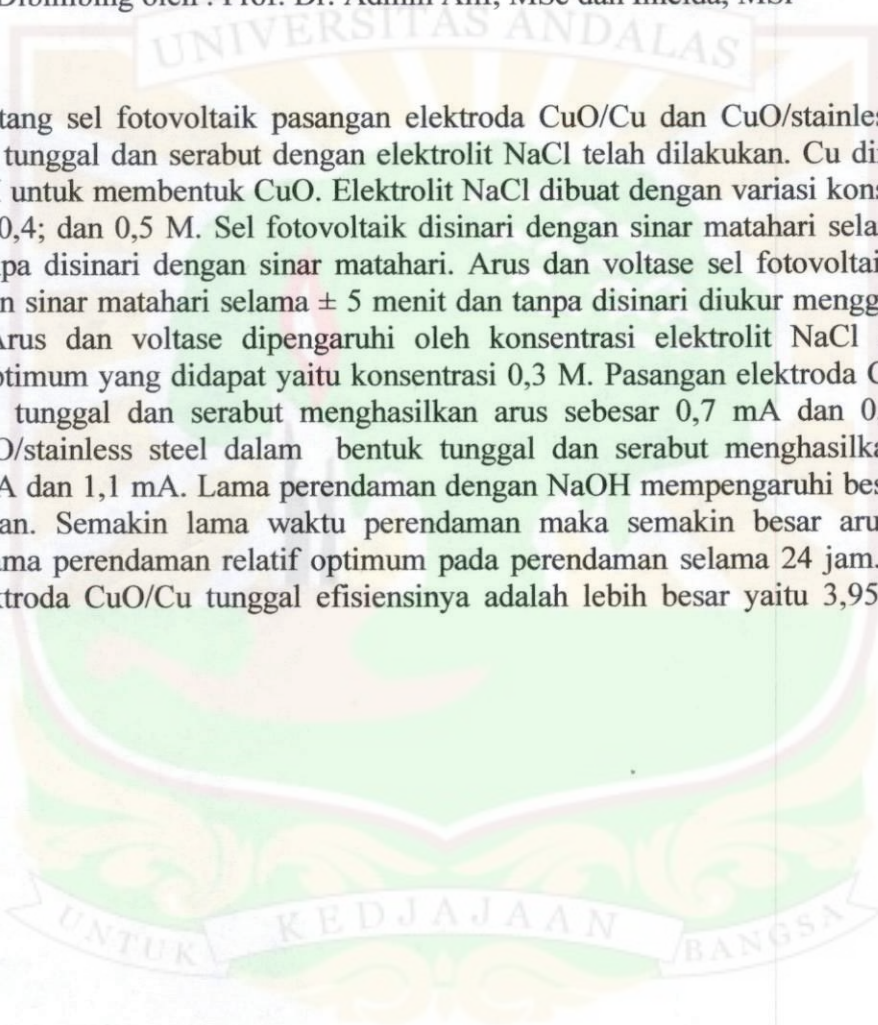 UNIVERSITAS ANDALAS
tang sel fotovoltaik pasangan elektroda CuO/Cu dan CuO/stainle
tunggal dan serabut dengan elektrolit NaCl telah dilakukan. Cu di
untuk membentuk CuO. Elektrolit NaCl dibuat dengan variasi kon
0,4; dan 0,5 M. Sel fotovoltaik disinari dengan sinar matahari sela
pa disinari dengan sinar matahari. Arus dan voltase sel fotovoltai
n sinar matahari selama ± 5 menit dan tanpa disinari diukur mengg
Arus dan voltase dipengaruhi oleh konsentrasi elektrolit NaCl
ptimum yang didapat yaitu konsentrasi 0,3 M. Pasangan elektroda C
tunggal dan serabut menghasilkan arus sebesar 0,7 mA dan 0
O/stainless steel dalam bentuk tunggal dan serabut menghasilka
A dan 1,1 mA. Lama perendaman dengan NaOH mempengaruhi bes
an. Semakin lama waktu perendaman maka semakin besar aru
ma perendaman relatif optimum pada perendaman selama 24 jam.
ktroda CuO/Cu tunggal efisiensinya adalah lebih besar yaitu 3,95
UNTUK KEDJAJAAN BANGSA